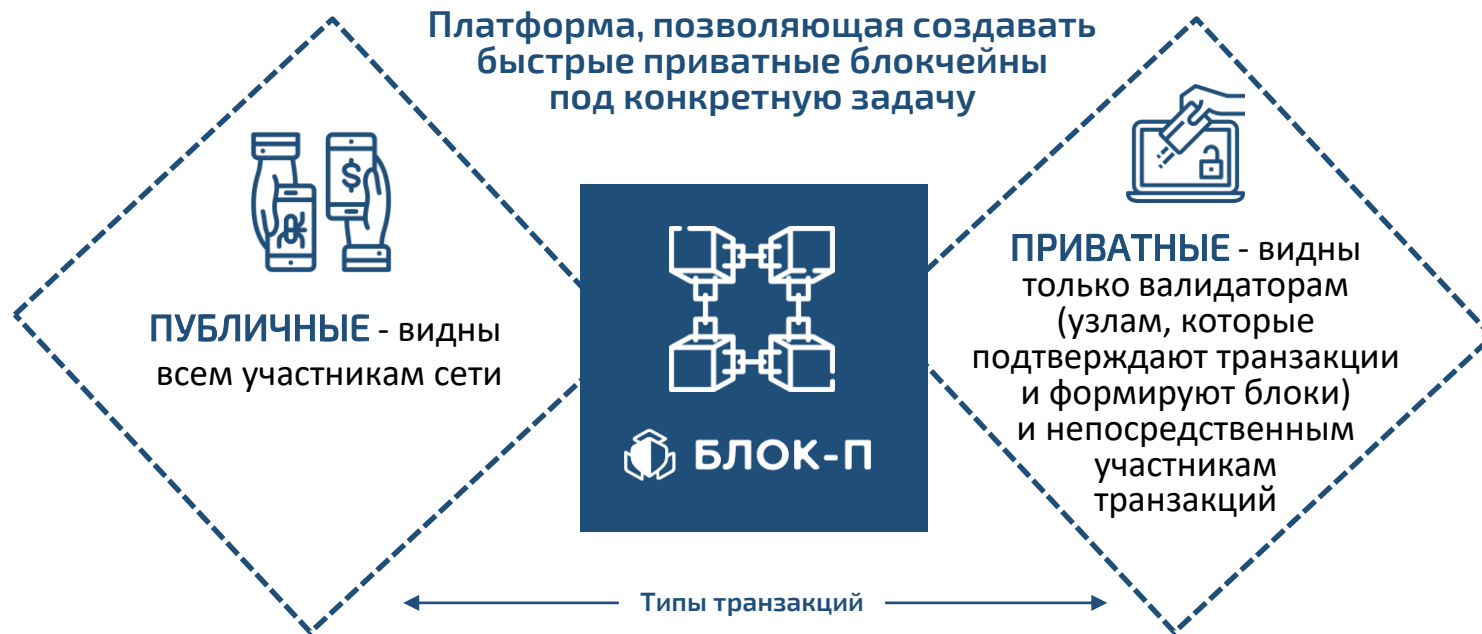 Платформа, позволяющая создавать
быстрые приватные блокчейны
под конкретную задачу
ПУБЛИЧНЫЕ - видны
всем участникам сети
БЛОК-П
ПРИВАТНЫЕ - видны
только валидаторам
(узлам, которые
подтверждают транзакции
и формируют блоки)
и непосредственным
участникам
транзакций
Типы транзакций